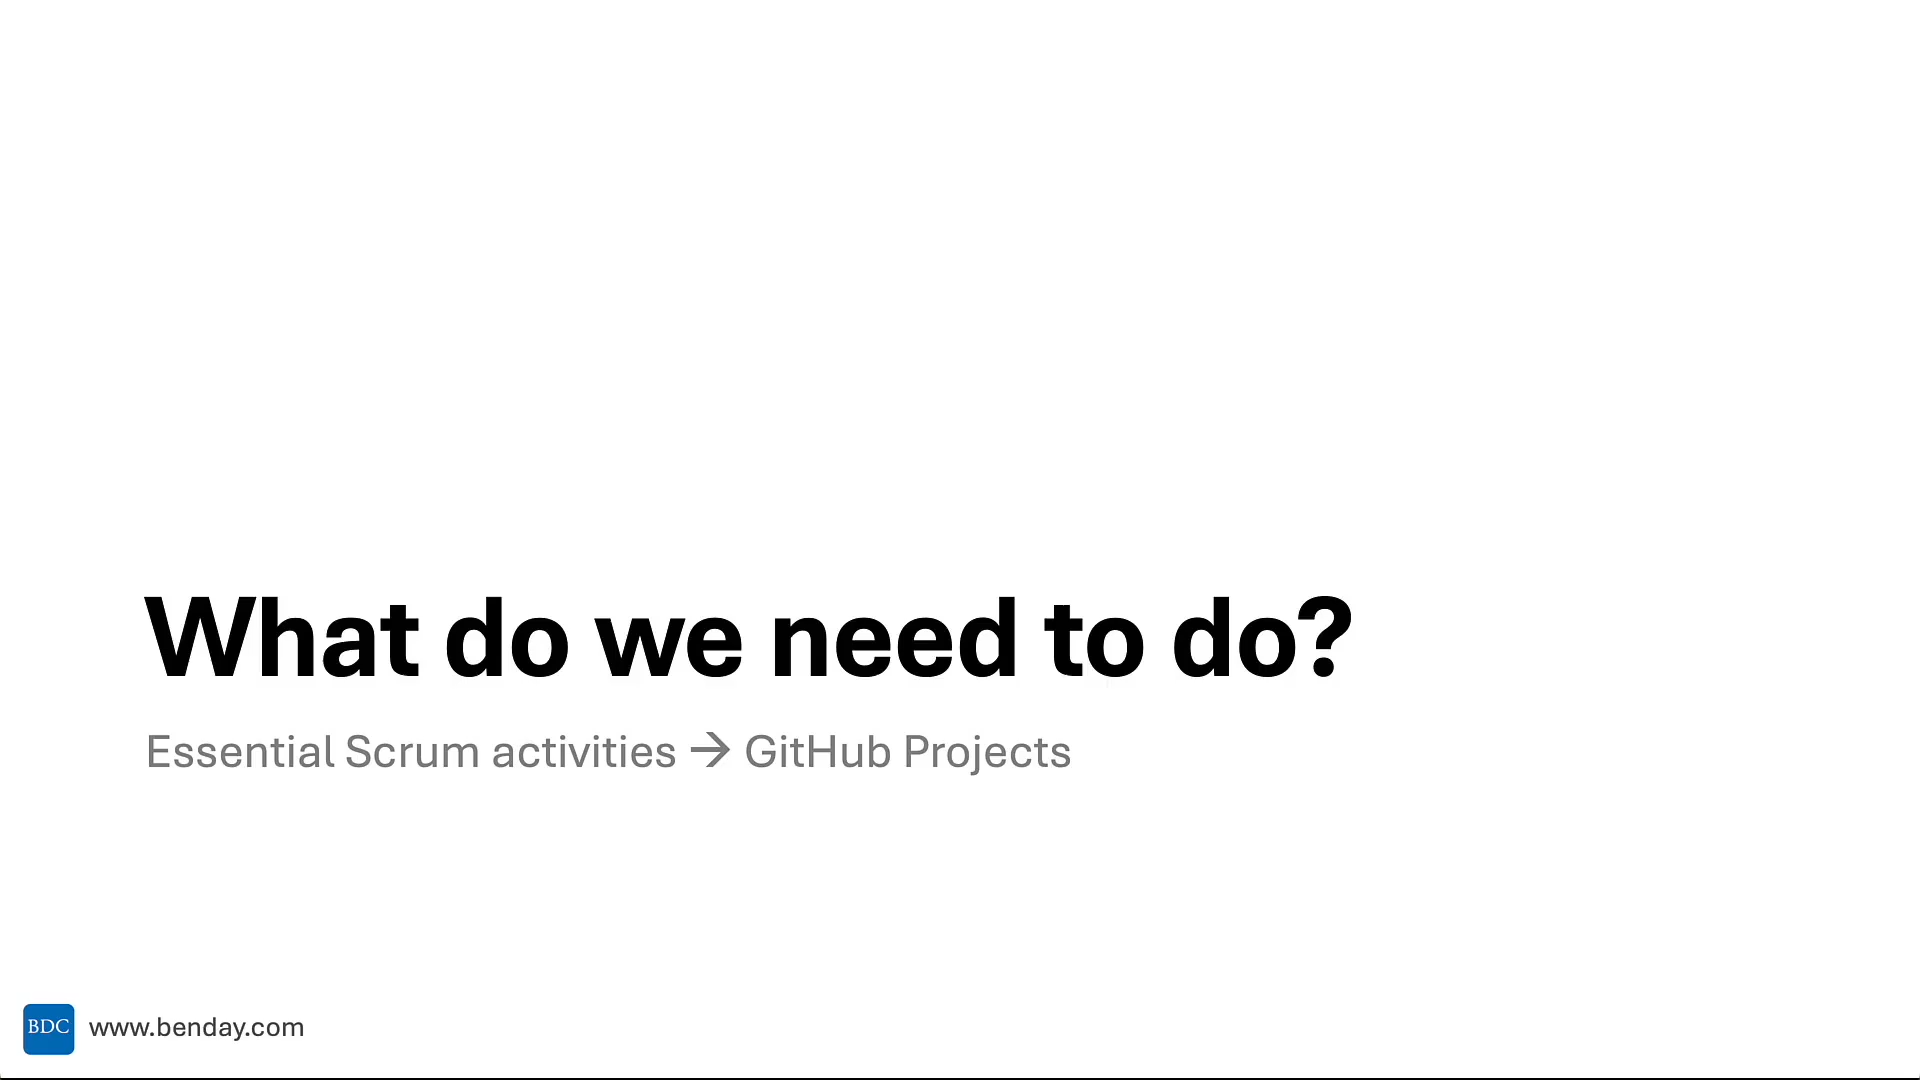 What do we need to do?
Essential Scrum activities → GitHub Projects
BDC www.benday.com